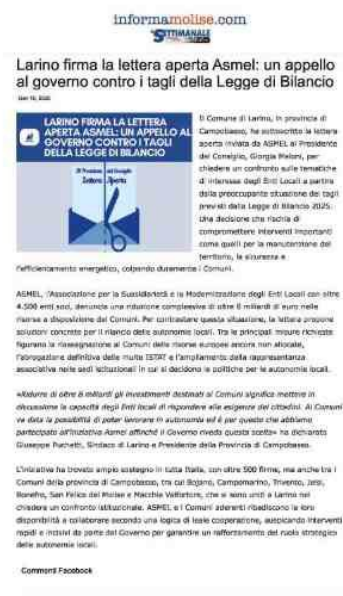 informamolise.com
SETTIMANALE
Larino firma la lettera aperta Asmel: un appello
al governo contro i tagli della Legge di Bilancio
LARINO FIRMA LA LETTERA
APERTA ASMEL: UN APPELLO AL
GOVERNO CONTRO I TAGLI
DELLA LEGGE DI BILANCIO
Al Presidente del Consiglio
Lettera Aperta
Il Comune di Larino, in provincia di
Campobasso, ha sottoscritto la lettera
aperta inviata da ASMEL al Presidente
del Consiglio, Giorgia Meloni, per
chiedere un confronto sulle tematiche
di interesse degli Enti Locali a partire
dalla preoccupante situazione dei tagli
previsti dalla Legge di Bilancio 2025.
Una decisione che rischia di
compromettere interventi importanti
come quelli per la manutenzione del
territorio, la sicurezza e
l'efficientamento energetico, colpendo duramente i Comuni.
ASMEL, l'Associazione per la Sussidiarietà e la Modernizzazione degli Enti Locali con oltre
4.500 enti soci, denuncia una riduzione complessiva di oltre 8 miliardi di euro nelle
risorse a disposizione dei Comuni. Per contrastare questa situazione, la lettera propone
soluzioni concrete per il rilancio delle autonomie locali. Tra le principali misure richieste
figurano la riassegnazione ai Comuni delle risorse europee ancora non allocate,
l'abrogazione definitiva delle multe ISTAT e l'ampliamento della rappresentanza
associativa nelle sedi istituzionali in cui si decidono le politiche per le autonomie locali.
«Ridurre di oltre 8 miliardi gli investimenti destinati ai Comuni significa mettere in
discussione la capacità degli Enti locali di rispondere alle esigenze dei cittadini. Ai Comuni
va data la possibilità di poter lavorare in autonomia ed è per questo che abbiamo
partecipato all'iniziativa Asmel affinché il Governo riveda questa scelta» ha dichiarato
Giuseppe Puchetti, Sindaco di Larino e Presidente della Provincia di Campobasso.
L'iniziativa ha trovato ampio sostegno in tutta Italia, con oltre 500 firme, ma anche tra i
Comuni della provincia di Campobasso, tra cui Bojano, Campomarino, Trivento, Jelsi,
Bonefro, San Felice del Molise e Macchia Valfortore, che si sono uniti a Larino nel
chiedere un confronto istituzionale. ASMEL e i Comuni aderenti ribadiscono la loro
disponibilità a collaborare secondo una logica di leale cooperazione, auspicando interventi
rapidi e incisivi da parte del Governo per garantire un rafforzamento del ruolo strategico
delle autonomie locali.
Commenti Facebook